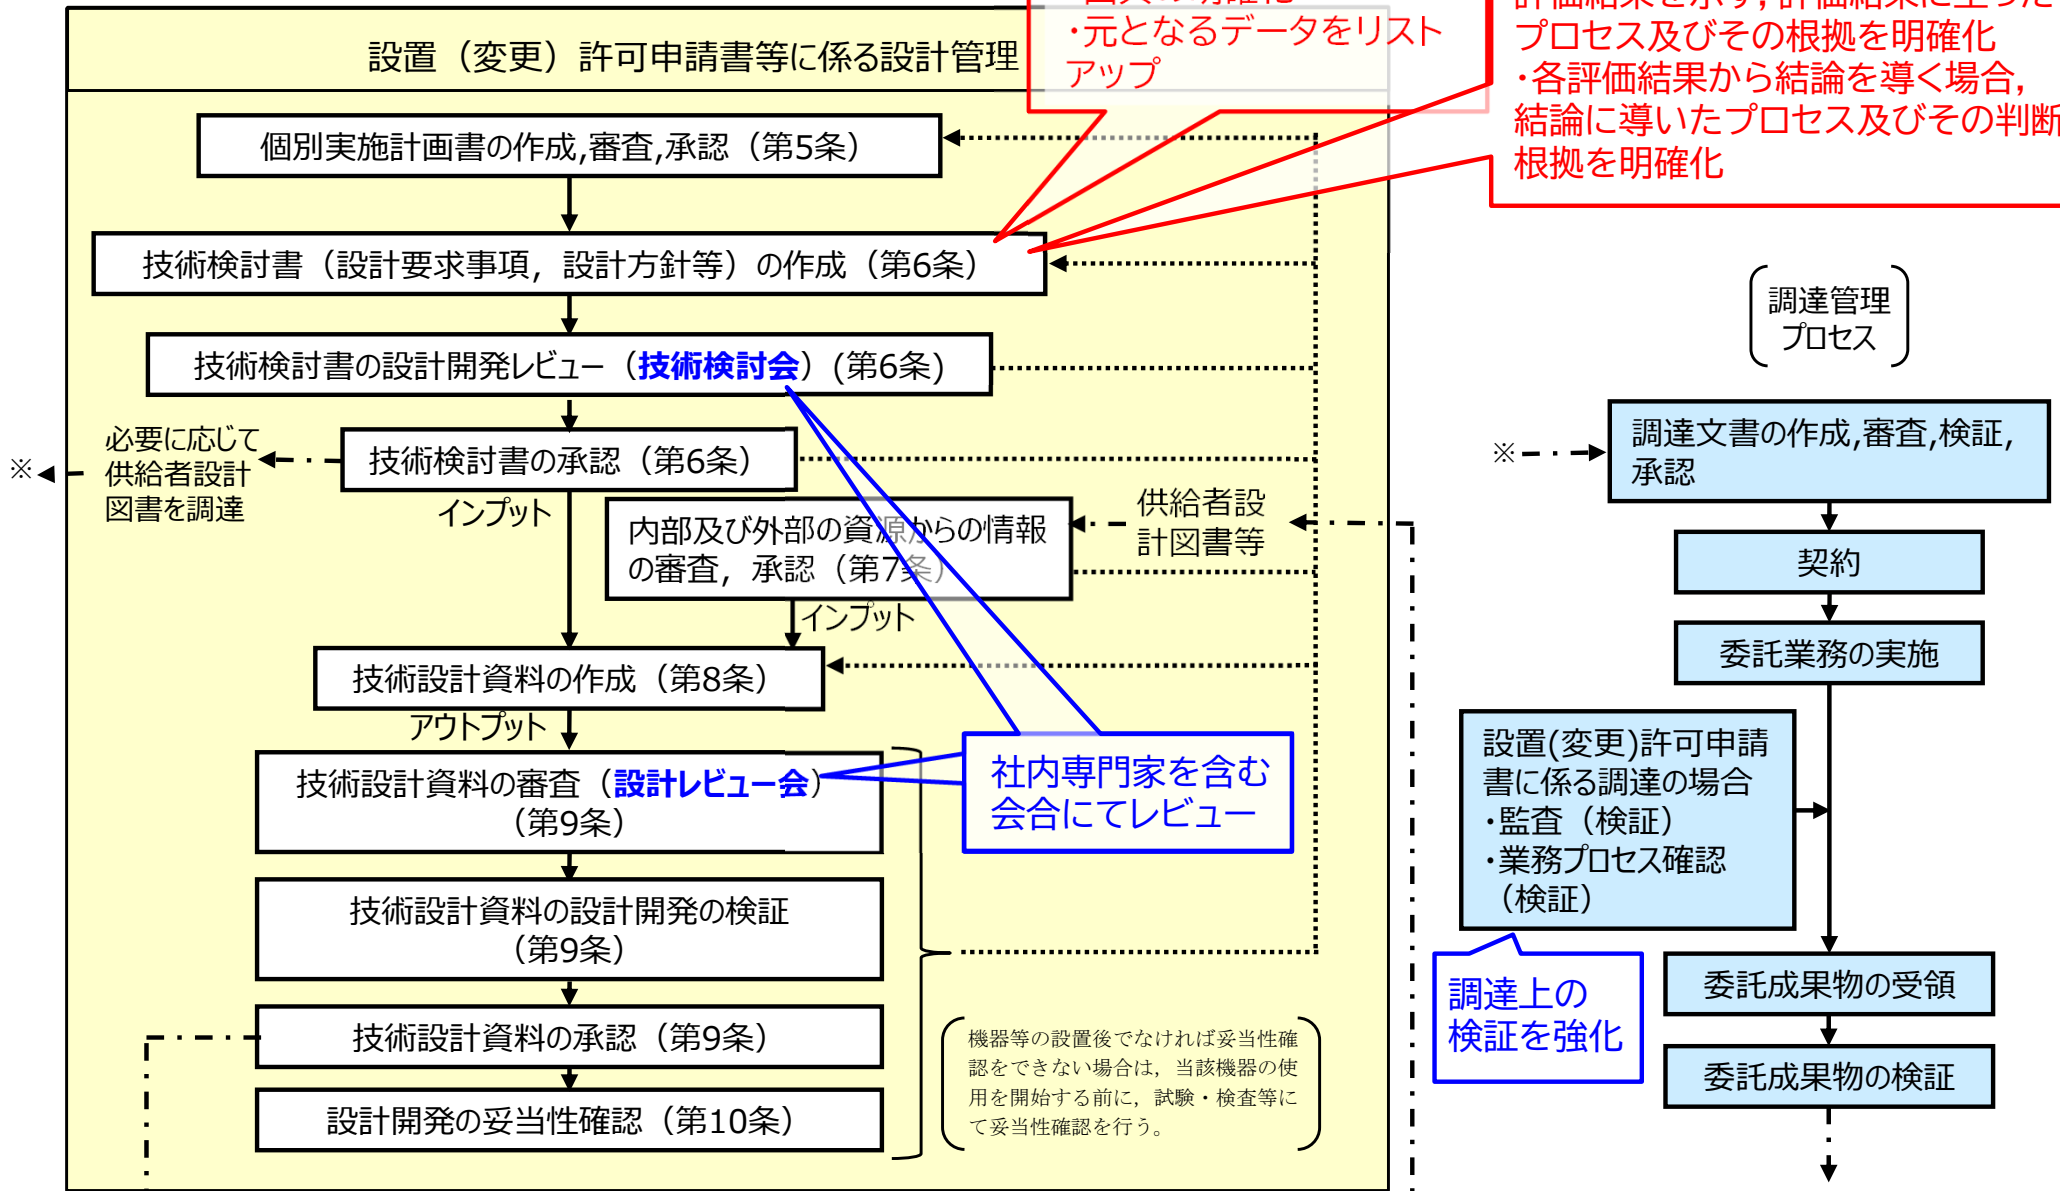 設置（変更）許可申請書等に係る設計管理
・元となるデータをリスト
アップ
プロセス及びその根拠を明確化
・各評価結果から結論を導く場合，
結論に導いたプロセス及びその判断
根拠を明確化
個別実施計画書の作成,審査,承認（第5条）
技術検討書（設計要求事項，設計方針等）の作成（第6条）
技術検討書の設計開発レビュー（技術検討会）(第6条)
※
必要に応じて
供給者設計
図書を調達
技術検討書の承認（第6条）
インプット
内部及び外部の資源からの情報
の審査，承認（第7条）
供給者設
計図書等
インプット
技術設計資料の作成（第8条）
アウトプット
技術設計資料の審査（設計レビュー会）
（第9条）
社内専門家を含む
会合にてレビュー
技術設計資料の設計開発の検証
（第9条）
技術設計資料の承認（第9条）
設計開発の妥当性確認（第10条）
機器等の設置後でなければ妥当性確
認をできない場合は，当該機器の使
用を開始する前に，試験・検査等に
て妥当性確認を行う。
調達管理
プロセス
※
調達文書の作成,審査,検証,
承認
契約
委託業務の実施
設置(変更)許可申請
書に係る調達の場合
・監査（検証）
・業務プロセス確認
（検証）
調達上の
検証を強化
委託成果物の受領
委託成果物の検証